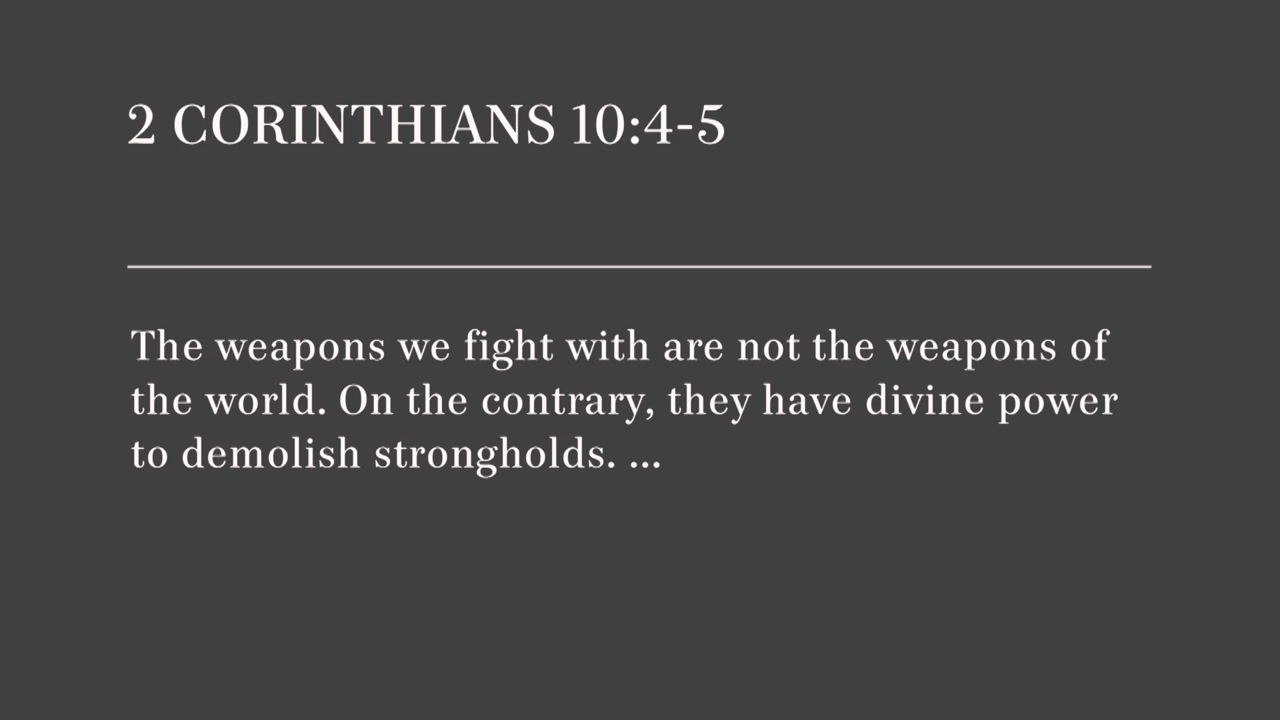 2 CORINTHIANS 10:4-5
The weapons we fight with are not the weapons of
the world. On the contrary, they have divine power
to demolish strongholds. ...